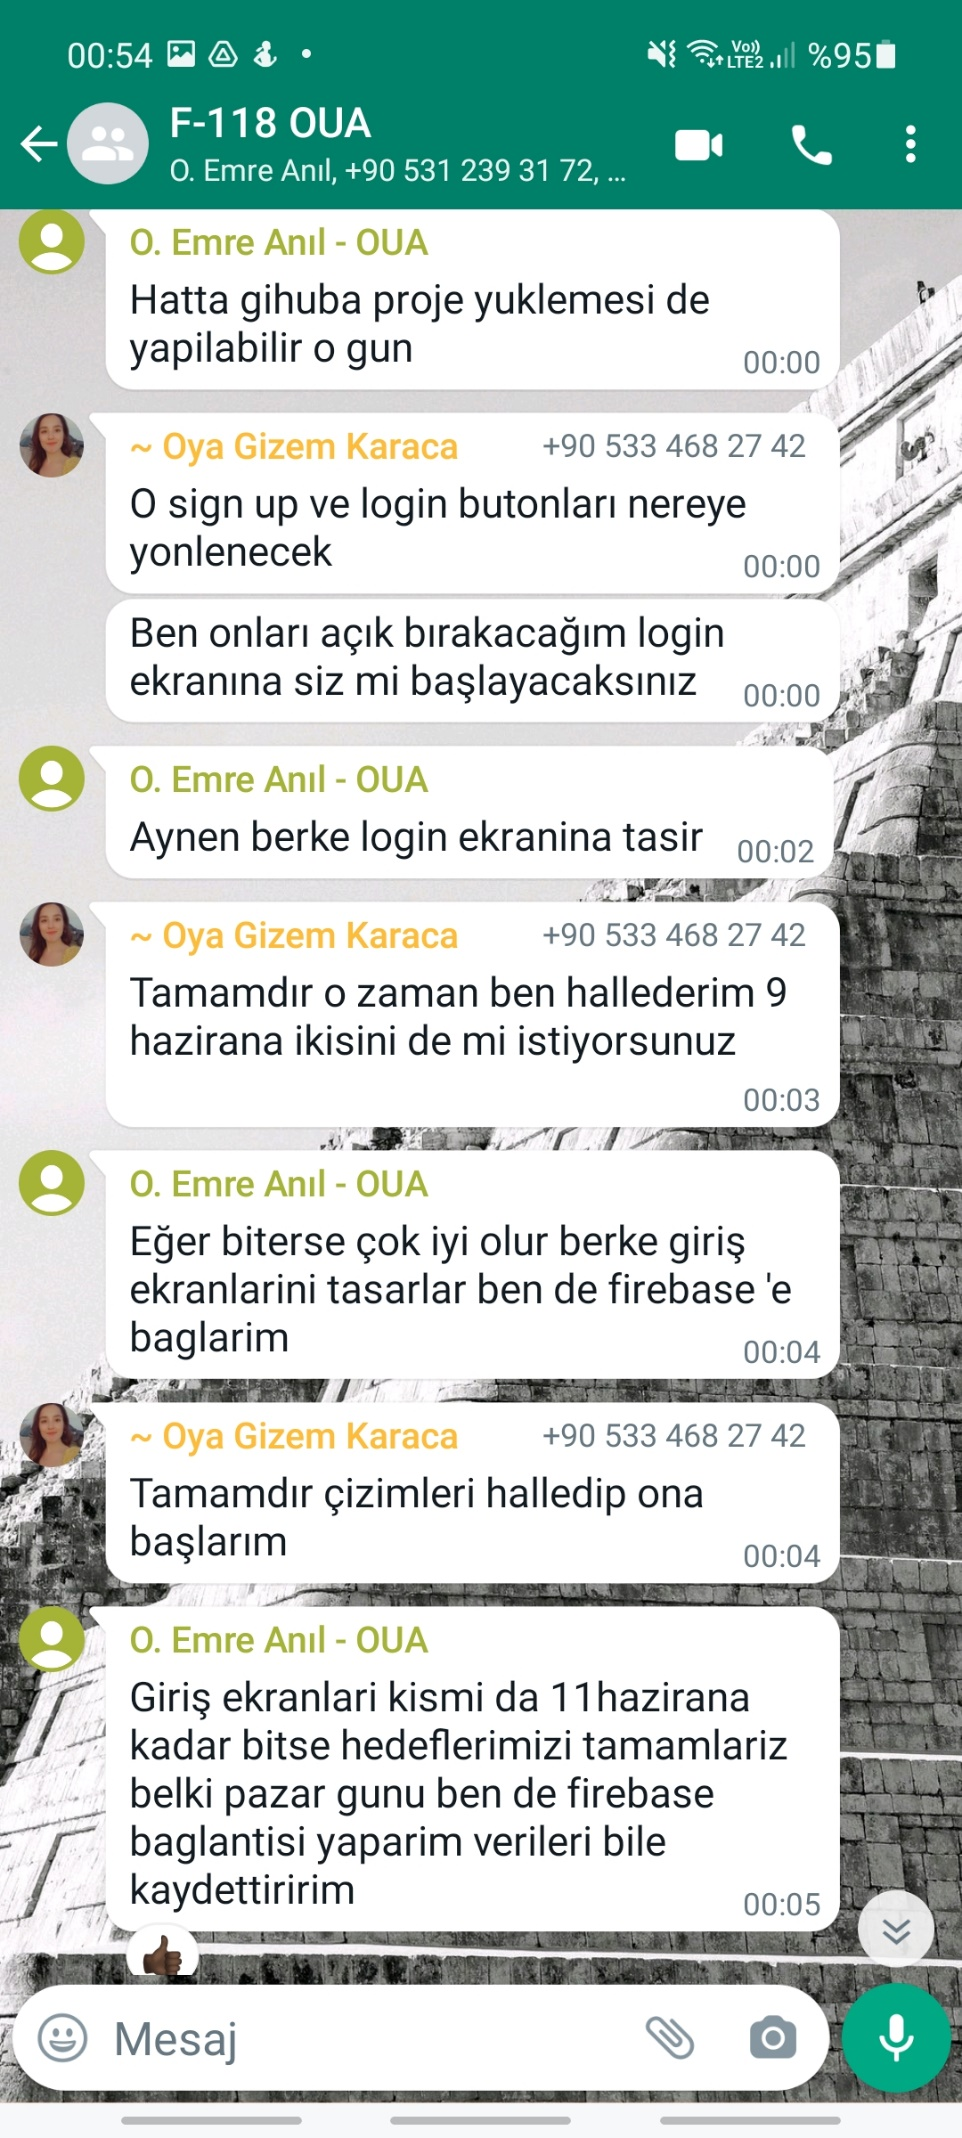 00:54
Vo))
LTE2
%95
F-118 OUA
O. Emre Anıl, +90 531 239 31 72, ...
O. Emre Anıl - OUA
Hatta gihuba proje yuklemesi de
yapilabilir o gun
00:00
~ Oya Gizem Karaca +90 533 468 27 42
O sign up ve login butonları nereye
yonlenecek
00:00
Ben onları açık bırakacağım login
ekranına siz mi başlayacaksınız
00:00
O. Emre Anıl - OUA
Aynen berke login ekranina tasir
00:02
~ Oya Gizem Karaca +90 533 468 27 42
Tamamdır o zaman ben hallederim 9
hazirana ikisini de mi istiyorsunuz
00:03
O. Emre Anıl - OUA
Eğer biterse çok iyi olur berke giriş
ekranlarini tasarlar ben de firebase 'e
baglarim
00:04
~ Oya Gizem Karaca +90 533 468 27 42
Tamamdır çizimleri halledip ona
başlarım
00:04
O. Emre Anıl - OUA
Giriş ekranlari kismi da 11hazirana
kadar bitse hedeflerimizi tamamlariz
belki pazar gunu ben de firebase
baglantisi yaparim verileri bile
kaydettiririm
00:05
Mesaj